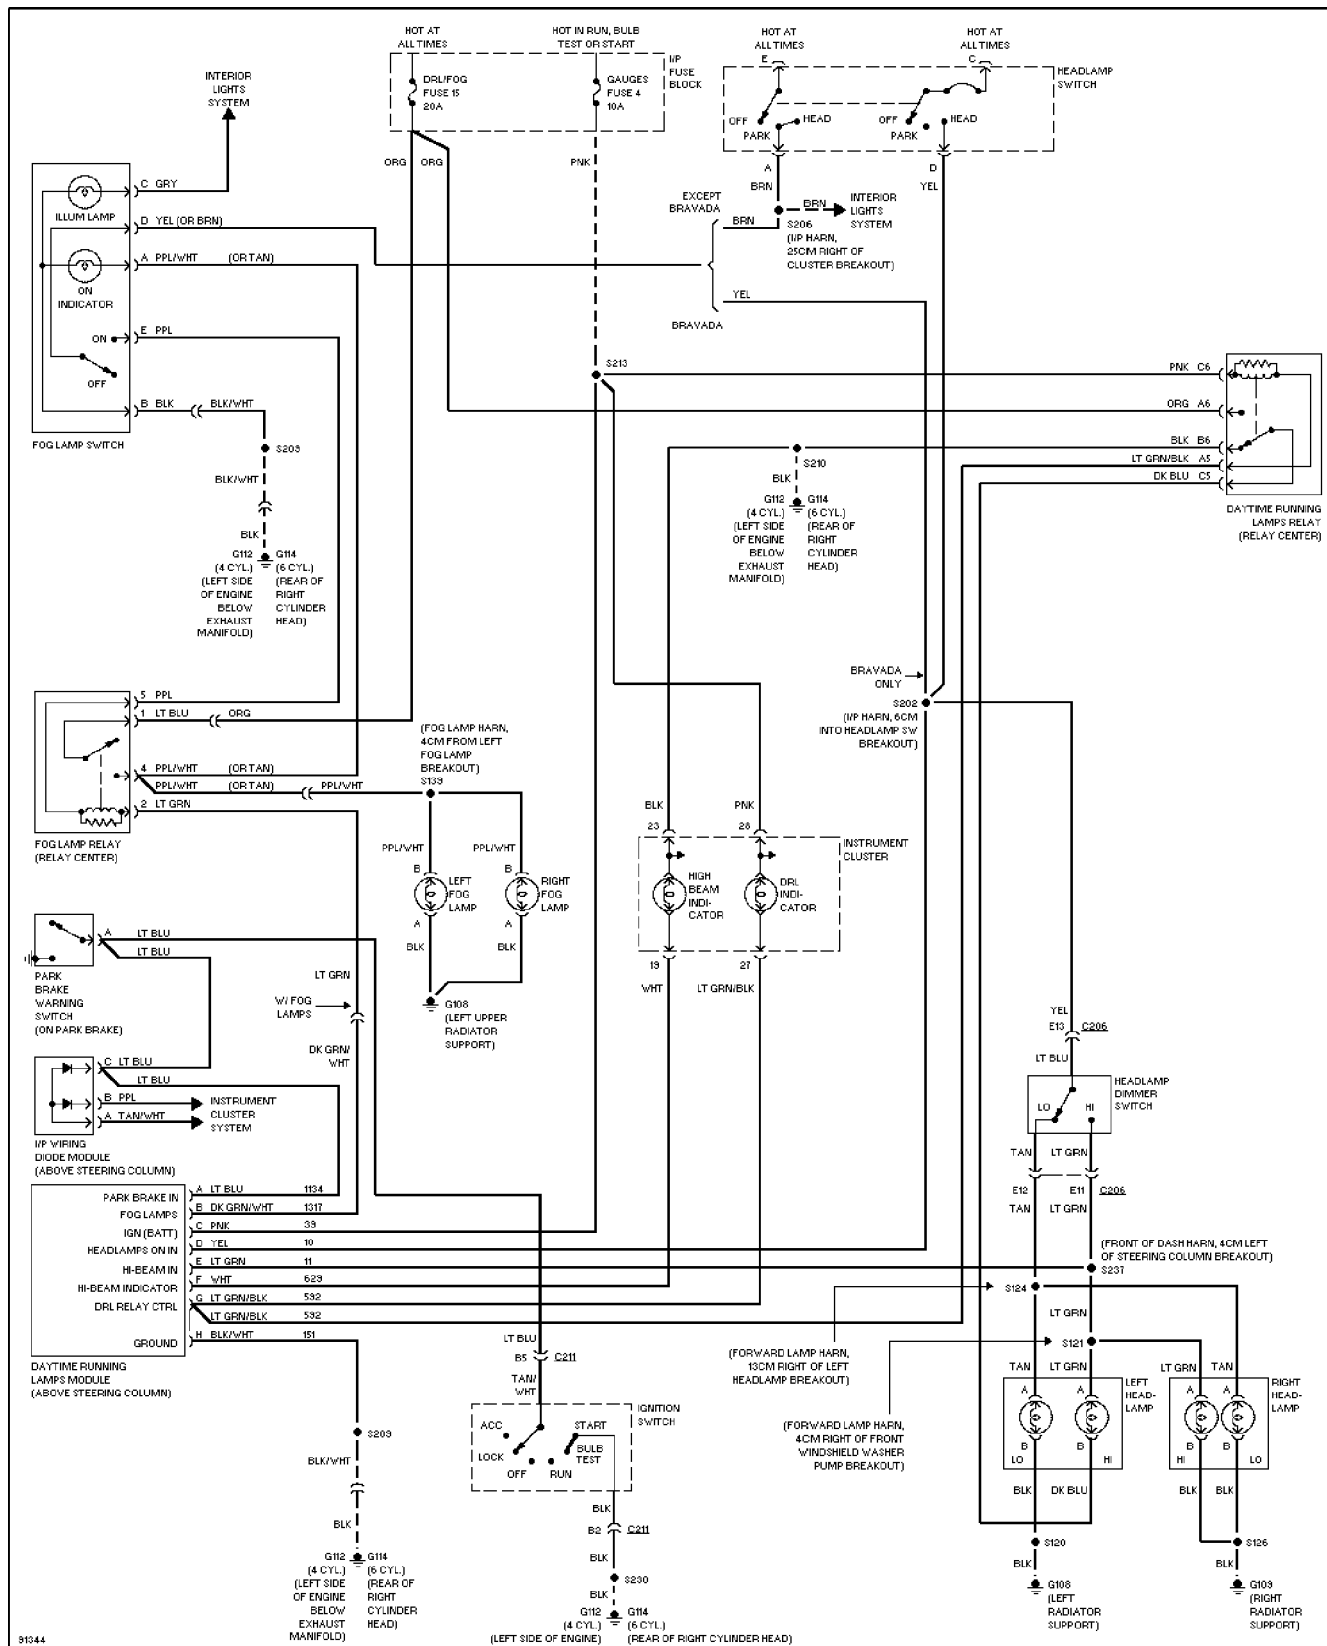 HOT AT
ALL TIMES
HOT IN RUN, BULB
TEST OR START
HOT AT
ALL TIMES
HOT AT
ALL TIMES
I/P
FUSE
BLOCK
DRL/FOG
FUSE 15
20A
GAUGES
FUSE 4
10A
E
C
HEADLAMP
SWITCH
OFF
PARK
HEAD
OFF
PARK
HEAD
INTERIOR
LIGHTS
SYSTEM
ORG
ORG
PNK
A
BRN
D
YEL
EXCEPT
BRAVADA
BRN
BRN
INTERIOR
LIGHTS
SYSTEM
S206
(I/P HARN,
25CM RIGHT OF
CLUSTER BREAKOUT)
YEL
BRAVADA
ILLUM LAMP
C GRY
D YEL (OR BRN)
A PPL/WHT (OR TAN)
ON
INDICATOR
ON
E PPL
OFF
B BLK
BLK/WHT
FOG LAMP SWITCH
S209
BLK/WHT
BLK
G112
(4 CYL.)
(LEFT SIDE
OF ENGINE
BELOW
EXHAUST
MANIFOLD)
G114
(6 CYL.)
(REAR OF
RIGHT
CYLINDER
HEAD)
S213
PNK C6
ORG A6
BLK B6
LT GRN/BLK A5
DK BLU C5
DAYTIME RUNNING
LAMPS RELAY
(RELAY CENTER)
S210
BLK
G112
(4 CYL.)
(LEFT SIDE
OF ENGINE
BELOW
EXHAUST
MANIFOLD)
G114
(6 CYL.)
(REAR OF
RIGHT
CYLINDER
HEAD)
BRAVADA
ONLY
S202
(I/P HARN, 6CM
INTO HEADLAMP SW
BREAKOUT)
5 PPL
1 LT BLU
ORG
4 PPL/WHT (OR TAN)
PPL/WHT (OR TAN)
PPL/WHT
2 LT GRN
FOG LAMP RELAY
(RELAY CENTER)
(FOG LAMP HARN,
4CM FROM LEFT
FOG LAMP
BREAKOUT)
S139
PPL/WHT
PPL/WHT
B
B
LEFT
FOG
LAMP
RIGHT
FOG
LAMP
A
A
BLK
BLK
G108
(LEFT UPPER
RADIATOR
SUPPORT)
BLK
PNK
23
28
INSTRUMENT
CLUSTER
HIGH
BEAM
INDI-
CATOR
DRL
INDI-
CATOR
19
27
WHT
LT GRN/BLK
A
LT BLU
LT BLU
PARK
BRAKE
WARNING
SWITCH
(ON PARK BRAKE)
LT GRN
W/ FOG
LAMPS
DK GRN/
WHT
C LT BLU
LT BLU
B PPL
A TAN/WHT
INSTRUMENT
CLUSTER
SYSTEM
I/P WIRING
DIODE MODULE
(ABOVE STEERING COLUMN)
YEL
E13 C206
LT BLU
HEADLAMP
DIMMER
SWITCH
LO
HI
TAN
LT GRN
E12
E11
C206
TAN
LT GRN
PARK BRAKE IN A LT BLU 1134
FOG LAMPS B DK GRN/WHT 1317
IGN (BATT) C PNK 39
HEADLAMPS ON IN D YEL 10
HI-BEAM IN E LT GRN 11
HI-BEAM INDICATOR F WHT 629
DRL RELAY CTRL G LT GRN/BLK 592
LT GRN/BLK 592
GROUND H BLK/WHT 151
DAYTIME RUNNING
LAMPS MODULE
(ABOVE STEERING COLUMN)
(FRONT OF DASH HARN, 4CM LEFT
OF STEERING COLUMN BREAKOUT)
S237
S124
LT GRN
S121
(FORWARD LAMP HARN,
13CM RIGHT OF LEFT
HEADLAMP BREAKOUT)
(FORWARD LAMP HARN,
4CM RIGHT OF FRONT
WINDSHIELD WASHER
PUMP BREAKOUT)
TAN
LT GRN
LT GRN
TAN
A
A
LEFT
HEAD-
LAMP
A
A
RIGHT
HEAD-
LAMP
B
LO
B
HI
B
HI
B
LO
BLK
DK BLU
BLK
BLK
S120
S126
BLK
BLK
G108
(LEFT
RADIATOR
SUPPORT)
G109
(RIGHT
RADIATOR
SUPPORT)
LT BLU
B5 C211
TAN/
WHT
IGNITION
SWITCH
ACC
LOCK
OFF
RUN
START
BULB
TEST
BLK
B2 C211
BLK
S230
BLK
G112
(4 CYL.)
(LEFT SIDE OF ENGINE)
G114
(6 CYL.)
(REAR OF RIGHT CYLINDER HEAD)
S209
BLK/WHT
BLK
G112
(4 CYL.)
(LEFT SIDE
OF ENGINE
BELOW
EXHAUST
MANIFOLD)
G114
(6 CYL.)
(REAR OF
RIGHT
CYLINDER
HEAD)
91344